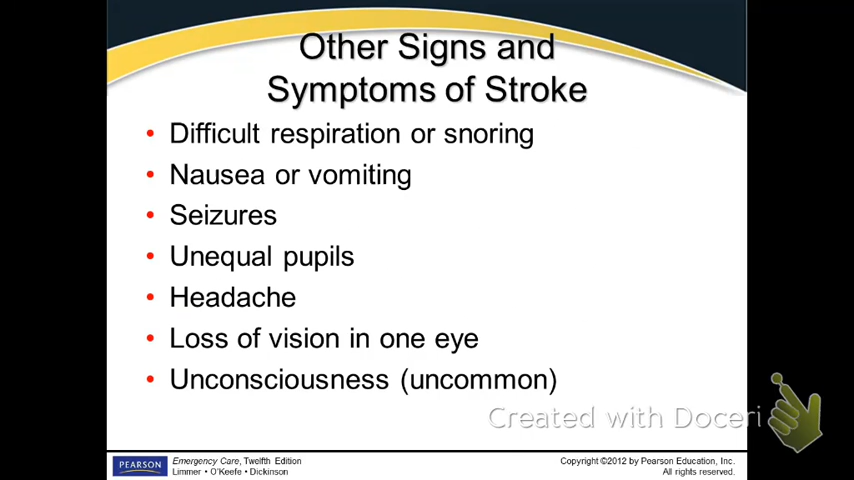 Other Signs and
Symptoms of Stroke
• Difficult respiration or snoring
• Nausea or vomiting
• Seizures
• Unequal pupils
• Headache
• Loss of vision in one eye
• Unconsciousness (uncommon)
Created with Doceri
PEARSON
Emergency Care, Twelfth Edition
Limmer • O'Keefe • Dickinson
Copyright ©2012 by Pearson Education, Inc.
All rights reserved.